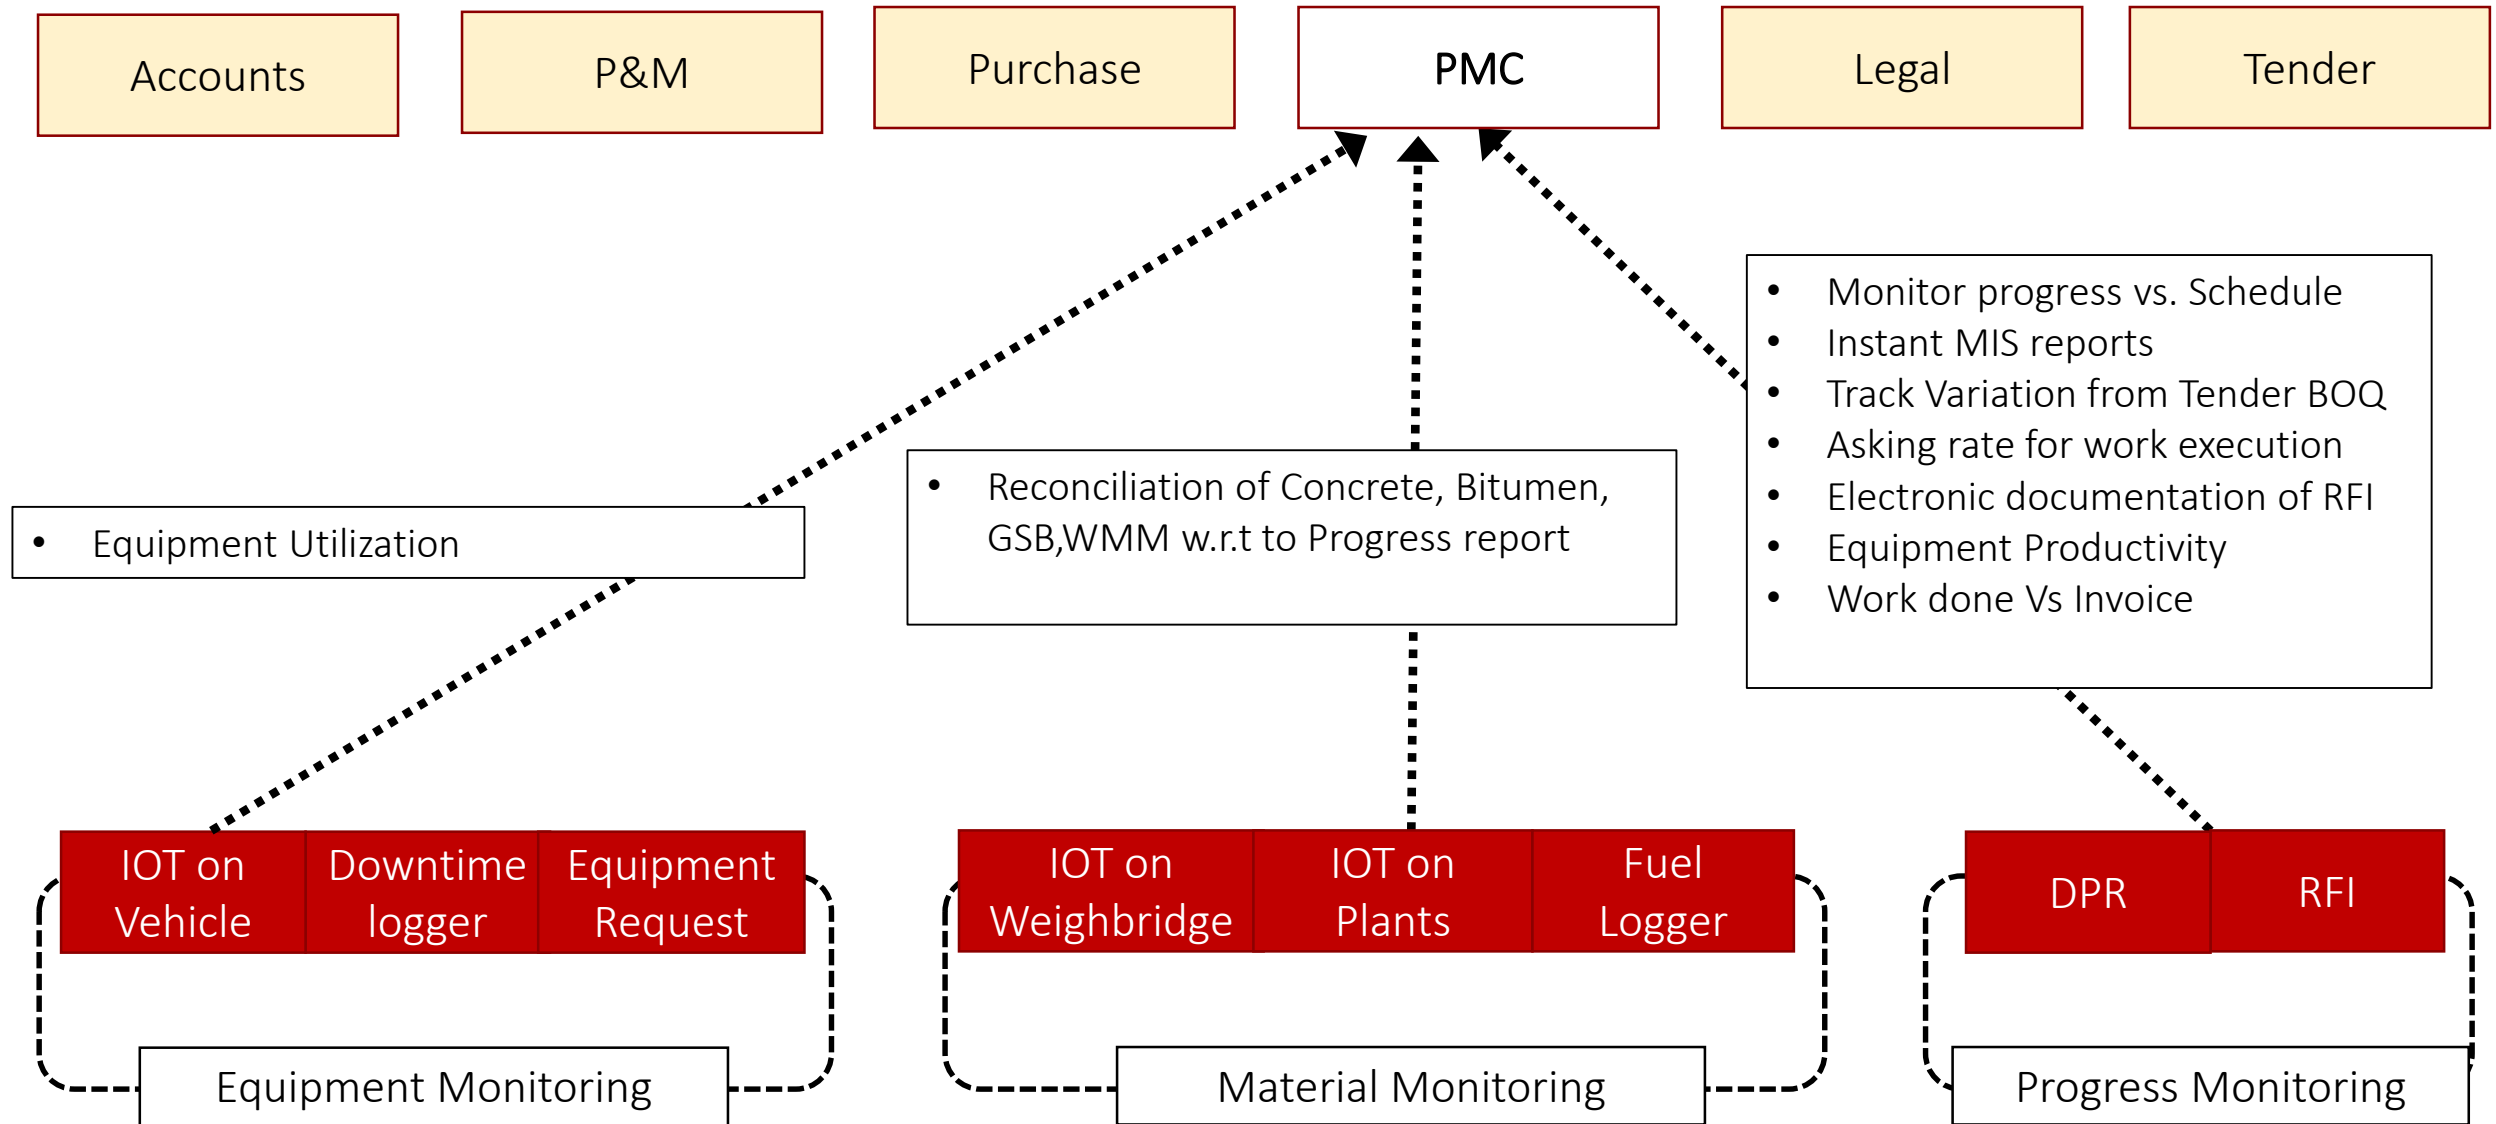 Accounts
P&M
Purchase
PMC
Legal
Tender
• Monitor progress vs. Schedule
• Instant MIS reports
• Track Variation from Tender BOQ
• Asking rate for work execution
• Electronic documentation of RFI
• Equipment Productivity
• Work done Vs Invoice
• Reconciliation of Concrete, Bitumen,
GSB,WMM w.r.t to Progress report
• Equipment Utilization
IOT on
Vehicle
Downtime
logger
Equipment
Request
IOT on
Weighbridge
IOT on
Plants
Fuel
Logger
DPR
RFI
Equipment Monitoring
Material Monitoring
Progress Monitoring